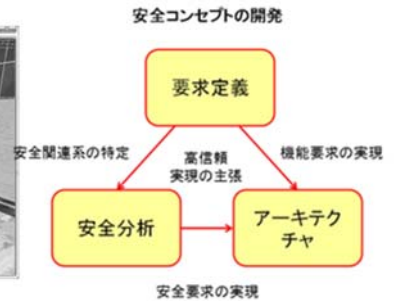 安全コンセプトの開発
要求定義
安全関連系の特定
高信頼
実現の主張
機能要求の実現
安全分析
アーキテク
チャ
安全要求の実現